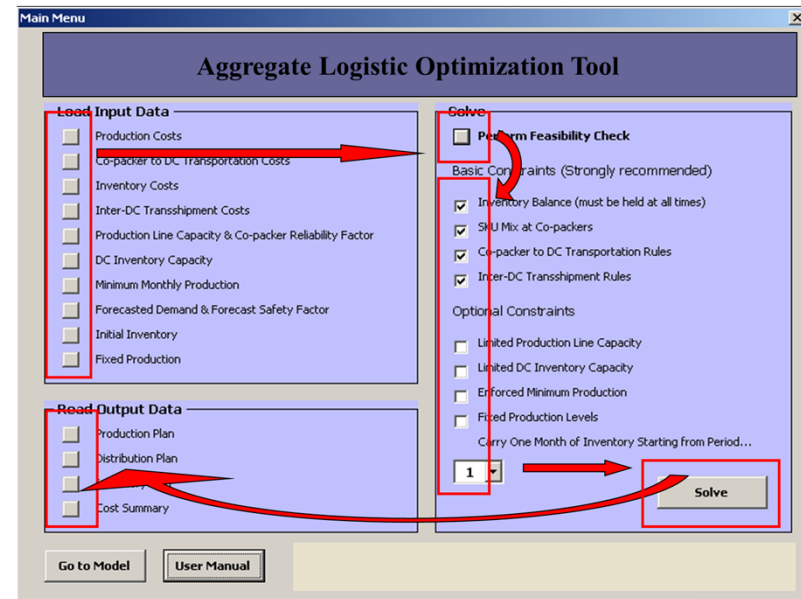 Main Menu
Aggregate Logistic Optimization Tool
Load Input Data
Production Costs
Co-packer to DC Transportation Costs
Inventory Costs
Inter-DC Transshipment Costs
Production Line Capacity & Co-packer Reliability Factor
DC Inventory Capacity
Minimum Monthly Production
Forecasted Demand & Forecast Safety Factor
Initial Inventory
Fixed Production
Read Output Data
Production Plan
Distribution Plan
Cost Summary
Solve
Perform Feasibility Check
Basic Constraints (Strongly recommended)
Inventory Balance (must be held at all times)
SKU Mix at Co-packers
Co-packer to DC Transportation Rules
Inter-DC Transshipment Rules
Optional Constraints
Limited Production Line Capacity
Limited DC Inventory Capacity
Enforced Minimum Production
Fixed Production Levels
Carry One Month of Inventory Starting from Period...
1
Solve
Go to Model
User Manual